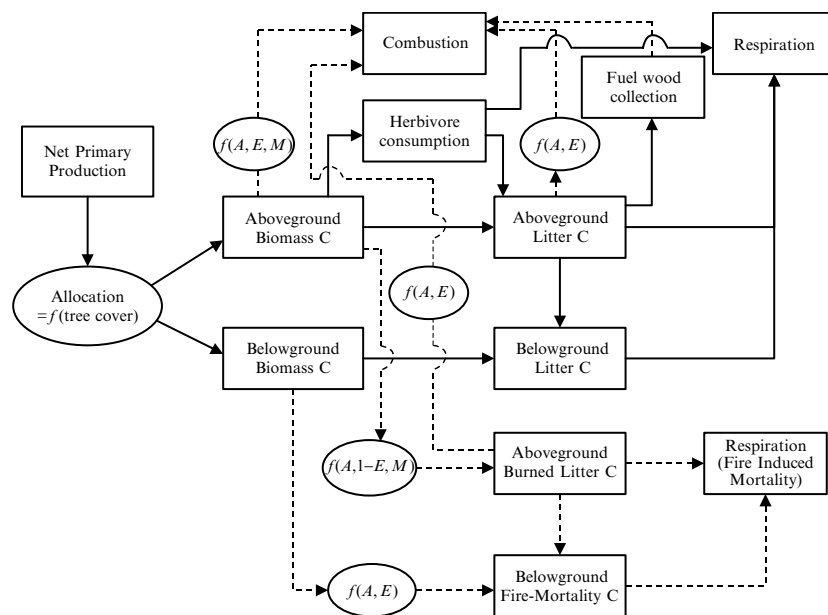 Combustion
Respiration
Fuel wood
collection
Herbivore
consumption
f(A, E, M)
f(A, E)
Net Primary
Production
Aboveground
Biomass C
Aboveground
Litter C
Allocation
=f(tree cover)
f(A, E)
Belowground
Biomass C
Belowground
Litter C
f(A,1−E, M)
Aboveground
Burned Litter C
Respiration
(Fire Induced
Mortality)
f(A, E)
Belowground
Fire-Mortality C